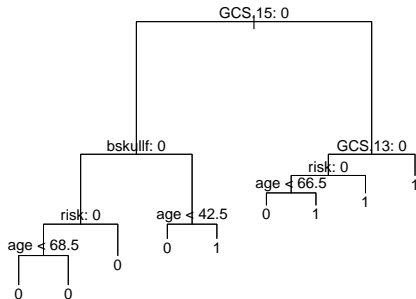 GCS.15: 0
bskullf: 0
GCS.13: 0
risk: 0
age < 66.5
1
0
1
1
risk: 0
age < 42.5
0
1
age < 68.5
0
0
0